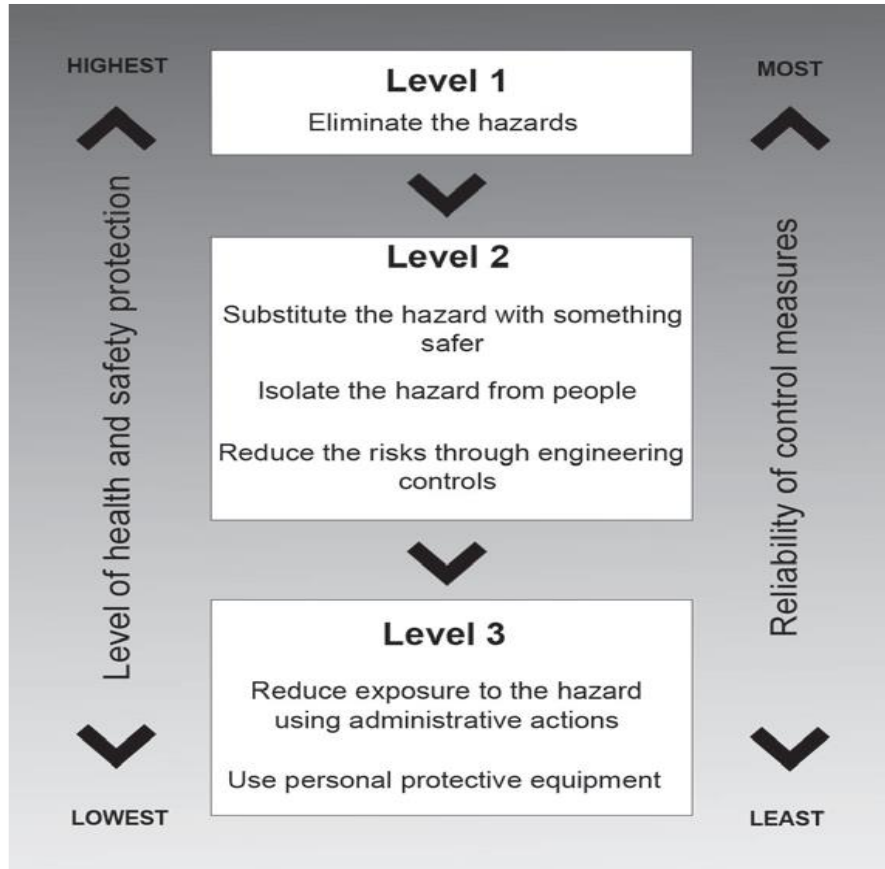 HIGHEST
MOST
Level 1
Eliminate the hazards
Level of health and safety protection
Reliability of control measures
Level 2
Substitute the hazard with something
safer
Isolate the hazard from people
Reduce the risks through engineering
controls
Level 3
Reduce exposure to the hazard
using administrative actions
Use personal protective equipment
LOWEST
LEAST